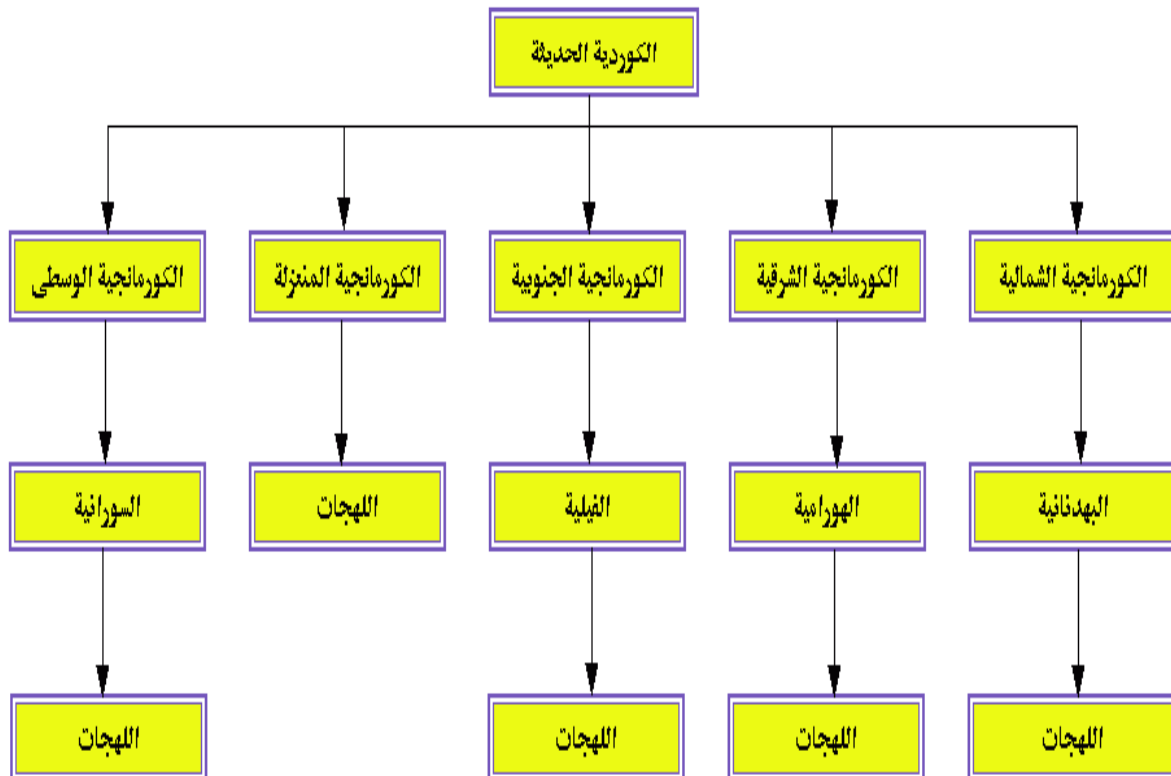 الكوردية الحديثة
الكورمانجية الشمالية
الكورمانجية الشرقية
الكورمانجية الجنوبية
الكورمانجية المنعزلة
الكورمانجية الوسطى
البهدنانية
الهورامية
الفيلية
اللهجات
السورانية
اللهجات
اللهجات
اللهجات
اللهجات